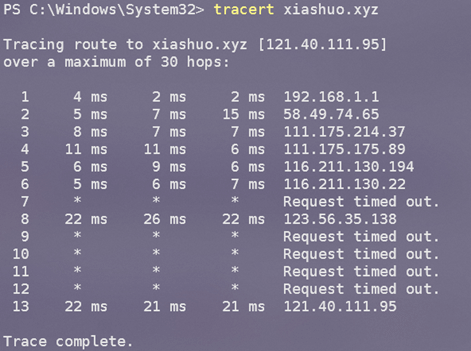 PS C:\Windows\System32> tracert xiashuo.xyz
Tracing route to xiashuo.xyz [121.40.111.95]
over a maximum of 30 hops:
1 4 ms 2 ms 2 ms 192.168.1.1
2 5 ms 7 ms 15 ms 58.49.74.65
3 8 ms 7 ms 7 ms 111.175.214.37
4 11 ms 11 ms 6 ms 111.175.175.89
5 6 ms 9 ms 6 ms 116.211.130.194
6 5 ms 6 ms 7 ms 116.211.130.22
7 * * * Request timed out.
8 22 ms 26 ms 22 ms 123.56.35.138
9 * * * Request timed out.
10 * * * Request timed out.
11 * * * Request timed out.
12 * * * Request timed out.
13 22 ms 21 ms 21 ms 121.40.111.95
Trace complete.